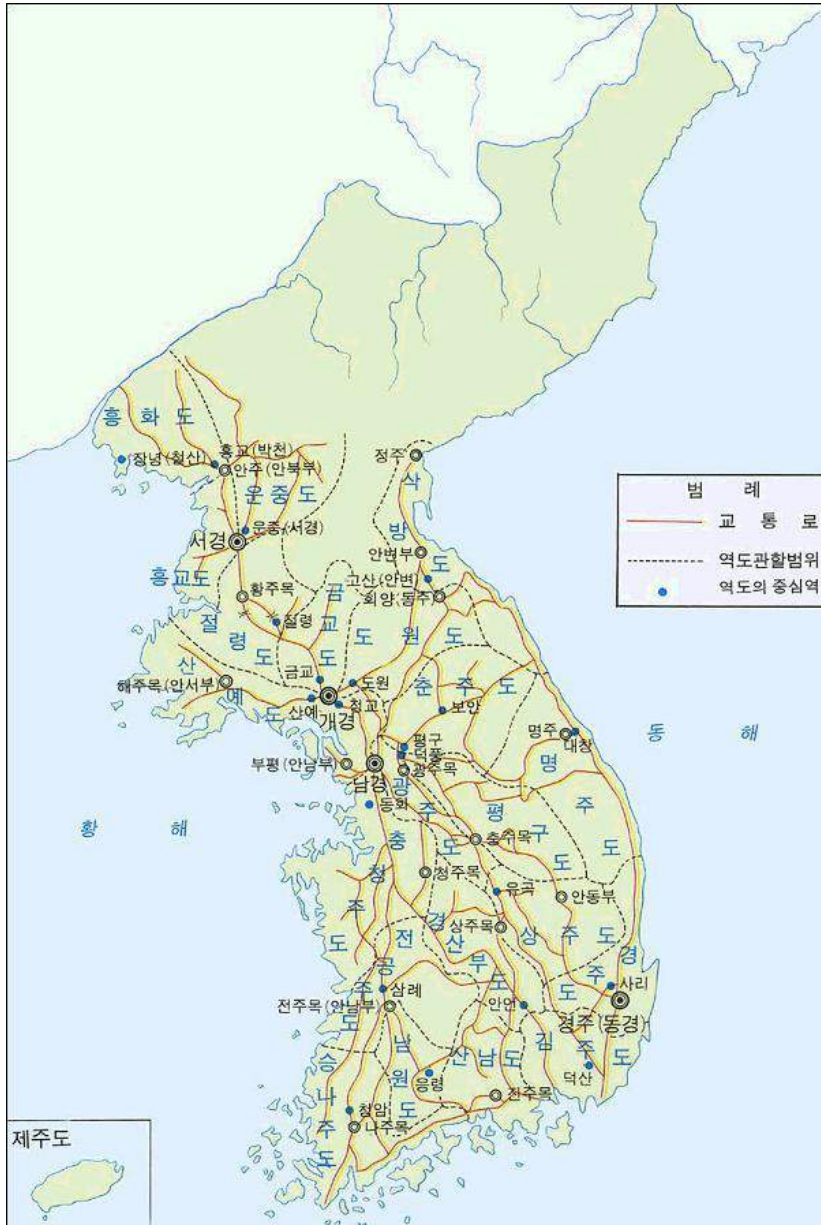 흥화도
장녕(철산)
흥교(박천)
안주(안북부)
운중도
운중(서경)
서경
흥교도
황주목
절령
절령도
정주
삭방도
안변부
고산(안변)
회양(동주)
금교도
도원도
산예도
해주목(안서부)
금교
도원
산예
개경
청교
춘주도
보안
명주
대창
명주도
동 해
황 해
부평(안남부)
남경
평구
덕풍
광주목
광주도
동화
평구도
충주목
충청주도
청주목
유곡
안동부
상주목
상주도
경산부도
전공주도
삼례
전주목(안남부)
안언
사리
경주(동경)
경주도
김주도
덕산
남원도
산남도
응령
전주목
승나주도
청암
나주목
제주도
범 례
교 통 로
역도관할범위
역도의 중심역